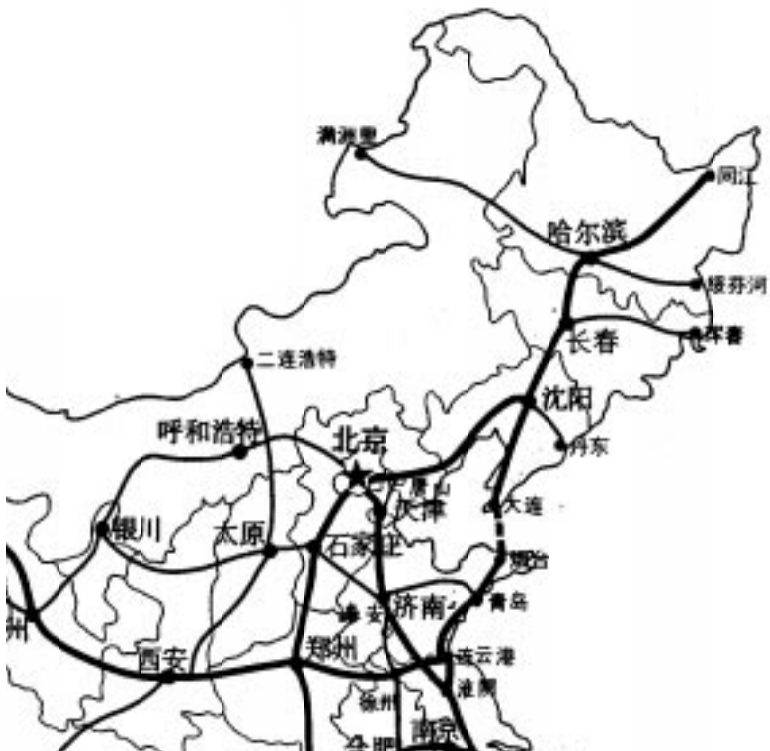 满洲里
同江
哈尔滨
绥芬河
长春
珲春
二连浩特
沈阳
呼和浩特
北京
丹东
唐山
大连
天津
银川
太原
石家庄
烟台
济南
青岛
泰安
州
郑州
西安
连云港
淮阴
徐州
南京
合肥